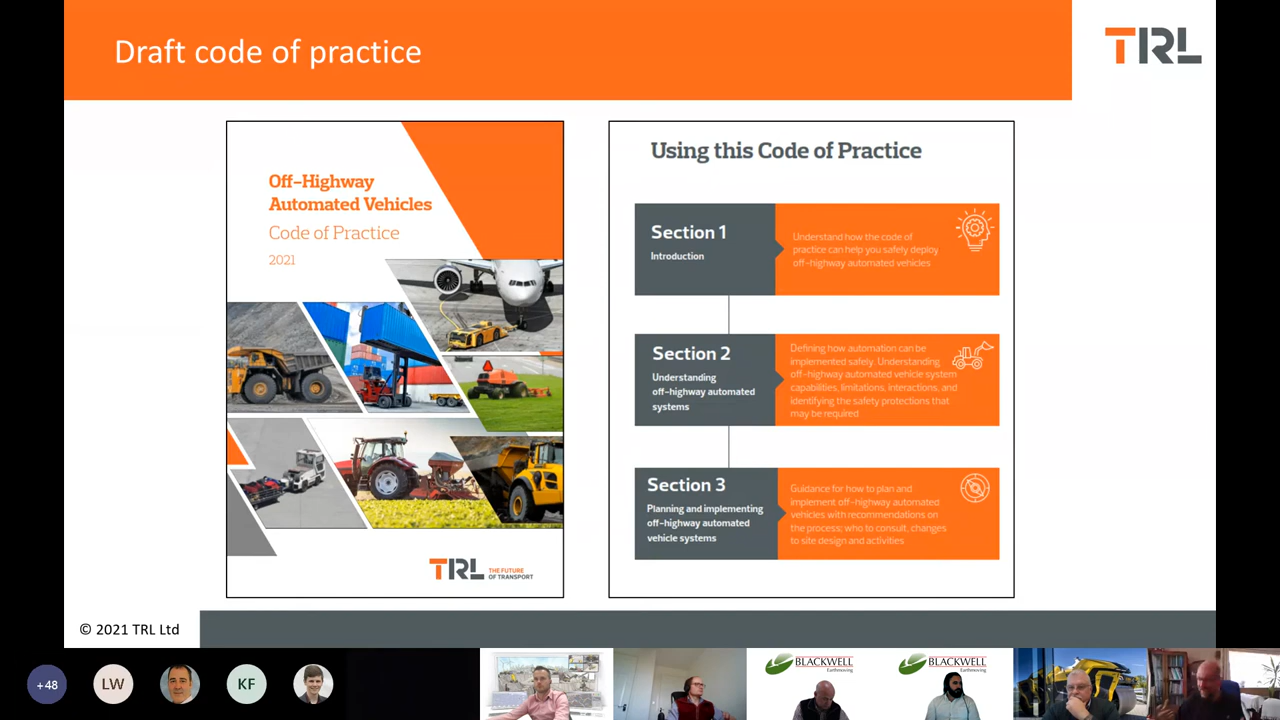 Draft code of practice
TRL
Off-Highway
Automated Vehicles
Code of Practice
2021
TRL THE FUTURE
OF TRANSPORT
Using this Code of Practice
Section 1
Introduction
Understand how the code of
practice can help you safely deploy
off-highway automated vehicles
Section 2
Understanding
off-highway automated
systems
Defining how automation can be
implemented safely. Understanding
off-highway automated vehicle system
capabilities, limitations, interactions, and
identifying the safety protections that
may be required
Section 3
Planning and implementing
off-highway automated
vehicle systems
Guidance for how to plan and
implement off-highway automated
vehicles with recommendations on
the process; who to consult, changes
to site design and activities
© 2021 TRL Ltd
+48
LW
KF
BLACKWELL
Earthmoving
BLACKWELL
Earthmoving